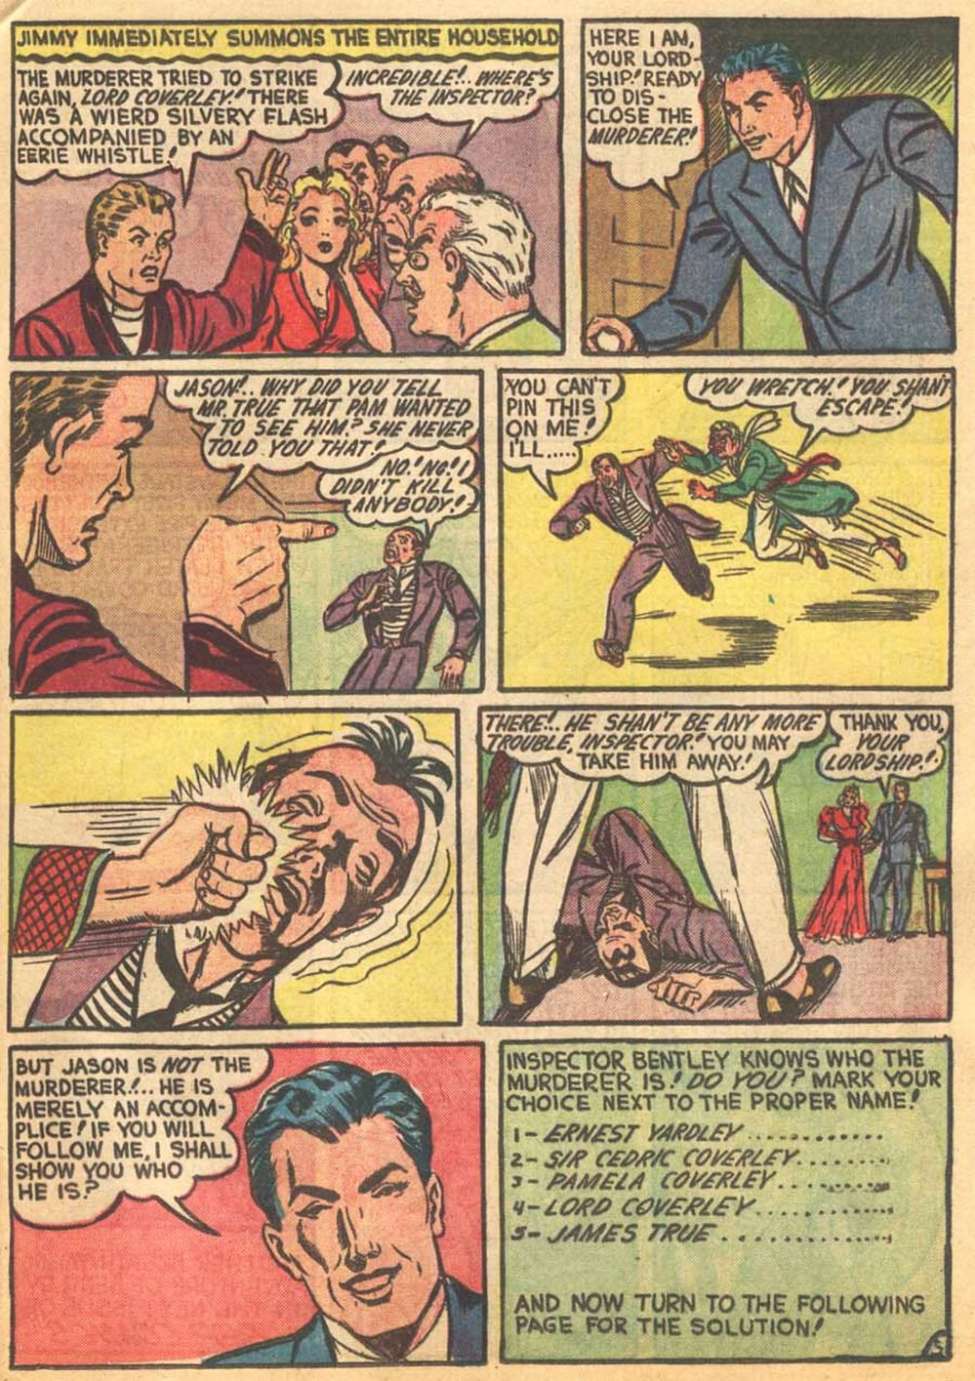 JIMMY IMMEDIATELY SUMMONS THE ENTIRE HOUSEHOLD
THE MURDERER TRIED TO STRIKE
AGAIN, LORD COVERLEY! THERE
WAS A WIERD SILVERY FLASH
ACCOMPANIED BY AN
EERIE WHISTLE!
INCREDIBLE!.. WHERE'S
THE INSPECTOR?
HERE I AM,
YOUR LORD-
SHIP! READY
TO DIS-
CLOSE THE
MURDERER!
JASON!.. WHY DID YOU TELL
MR. TRUE THAT PAM WANTED
TO SEE HIM? SHE NEVER
TOLD YOU THAT!
NO! NO! I
DIDN'T KILL
ANYBODY!
YOU CAN'T
PIN THIS
ON ME!
I'LL.....
YOU WRETCH! YOU SHAN'T
ESCAPE!
THERE!.. HE SHAN'T BE ANY MORE
TROUBLE, INSPECTOR! YOU MAY
TAKE HIM AWAY!
THANK YOU,
YOUR
LORDSHIP!
BUT JASON IS NOT THE
MURDERER!.. HE IS
MERELY AN ACCOM-
PLICE! IF YOU WILL
FOLLOW ME, I SHALL
SHOW YOU WHO
HE IS?
INSPECTOR BENTLEY KNOWS WHO THE
MURDERER IS! DO YOU? MARK YOUR
CHOICE NEXT TO THE PROPER NAME!
1- ERNEST YARDLEY ............
2- SIR CEDRIC COVERLEY........
3- PAMELA COVERLEY..........
4- LORD COVERLEY............
5- JAMES TRUE ..............
AND NOW TURN TO THE FOLLOWING
PAGE FOR THE SOLUTION!
5